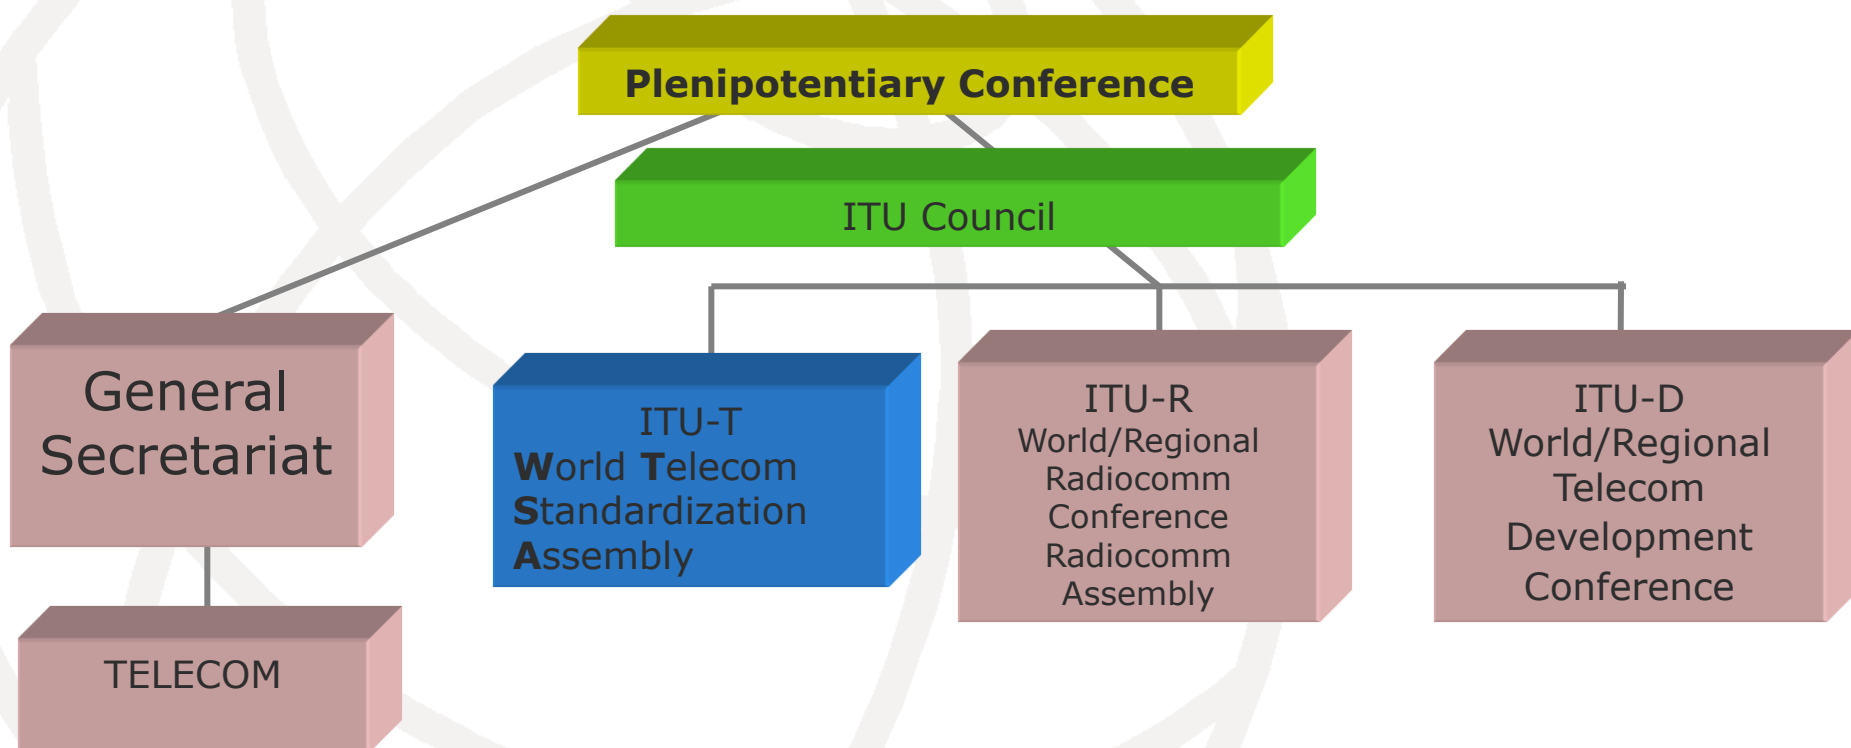 Plenipotentiary Conference
ITU Council
General
Secretariat
TELECOM
ITU-T
World Telecom
Standardization
Assembly
ITU-R
World/Regional
Radiocomm
Conference
Radiocomm
Assembly
ITU-D
World/Regional
Telecom
Development
Conference